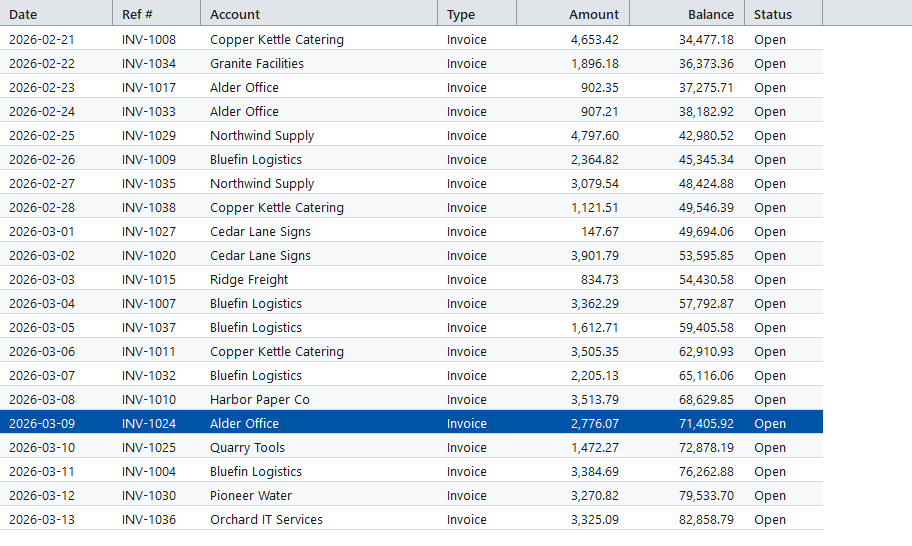 Date Ref # Account Type Amount Balance Status
2026-02-21 INV-1008 Copper Kettle Catering Invoice 4,653.42 34,477.18 Open
2026-02-22 INV-1034 Granite Facilities Invoice 1,896.18 36,373.36 Open
2026-02-23 INV-1017 Alder Office Invoice 902.35 37,275.71 Open
2026-02-24 INV-1033 Alder Office Invoice 907.21 38,182.92 Open
2026-02-25 INV-1029 Northwind Supply Invoice 4,797.60 42,980.52 Open
2026-02-26 INV-1009 Bluefin Logistics Invoice 2,364.82 45,345.34 Open
2026-02-27 INV-1035 Northwind Supply Invoice 3,079.54 48,424.88 Open
2026-02-28 INV-1038 Copper Kettle Catering Invoice 1,121.51 49,546.39 Open
2026-03-01 INV-1027 Cedar Lane Signs Invoice 147.67 49,694.06 Open
2026-03-02 INV-1020 Cedar Lane Signs Invoice 3,901.79 53,595.85 Open
2026-03-03 INV-1015 Ridge Freight Invoice 834.73 54,430.58 Open
2026-03-04 INV-1007 Bluefin Logistics Invoice 3,362.29 57,792.87 Open
2026-03-05 INV-1037 Bluefin Logistics Invoice 1,612.71 59,405.58 Open
2026-03-06 INV-1011 Copper Kettle Catering Invoice 3,505.35 62,910.93 Open
2026-03-07 INV-1032 Bluefin Logistics Invoice 2,205.13 65,116.06 Open
2026-03-08 INV-1010 Harbor Paper Co Invoice 3,513.79 68,629.85 Open
2026-03-09 INV-1024 Alder Office Invoice 2,776.07 71,405.92 Open
2026-03-10 INV-1025 Quarry Tools Invoice 1,472.27 72,878.19 Open
2026-03-11 INV-1004 Bluefin Logistics Invoice 3,384.69 76,262.88 Open
2026-03-12 INV-1030 Pioneer Water Invoice 3,270.82 79,533.70 Open
2026-03-13 INV-1036 Orchard IT Services Invoice 3,325.09 82,858.79 Open